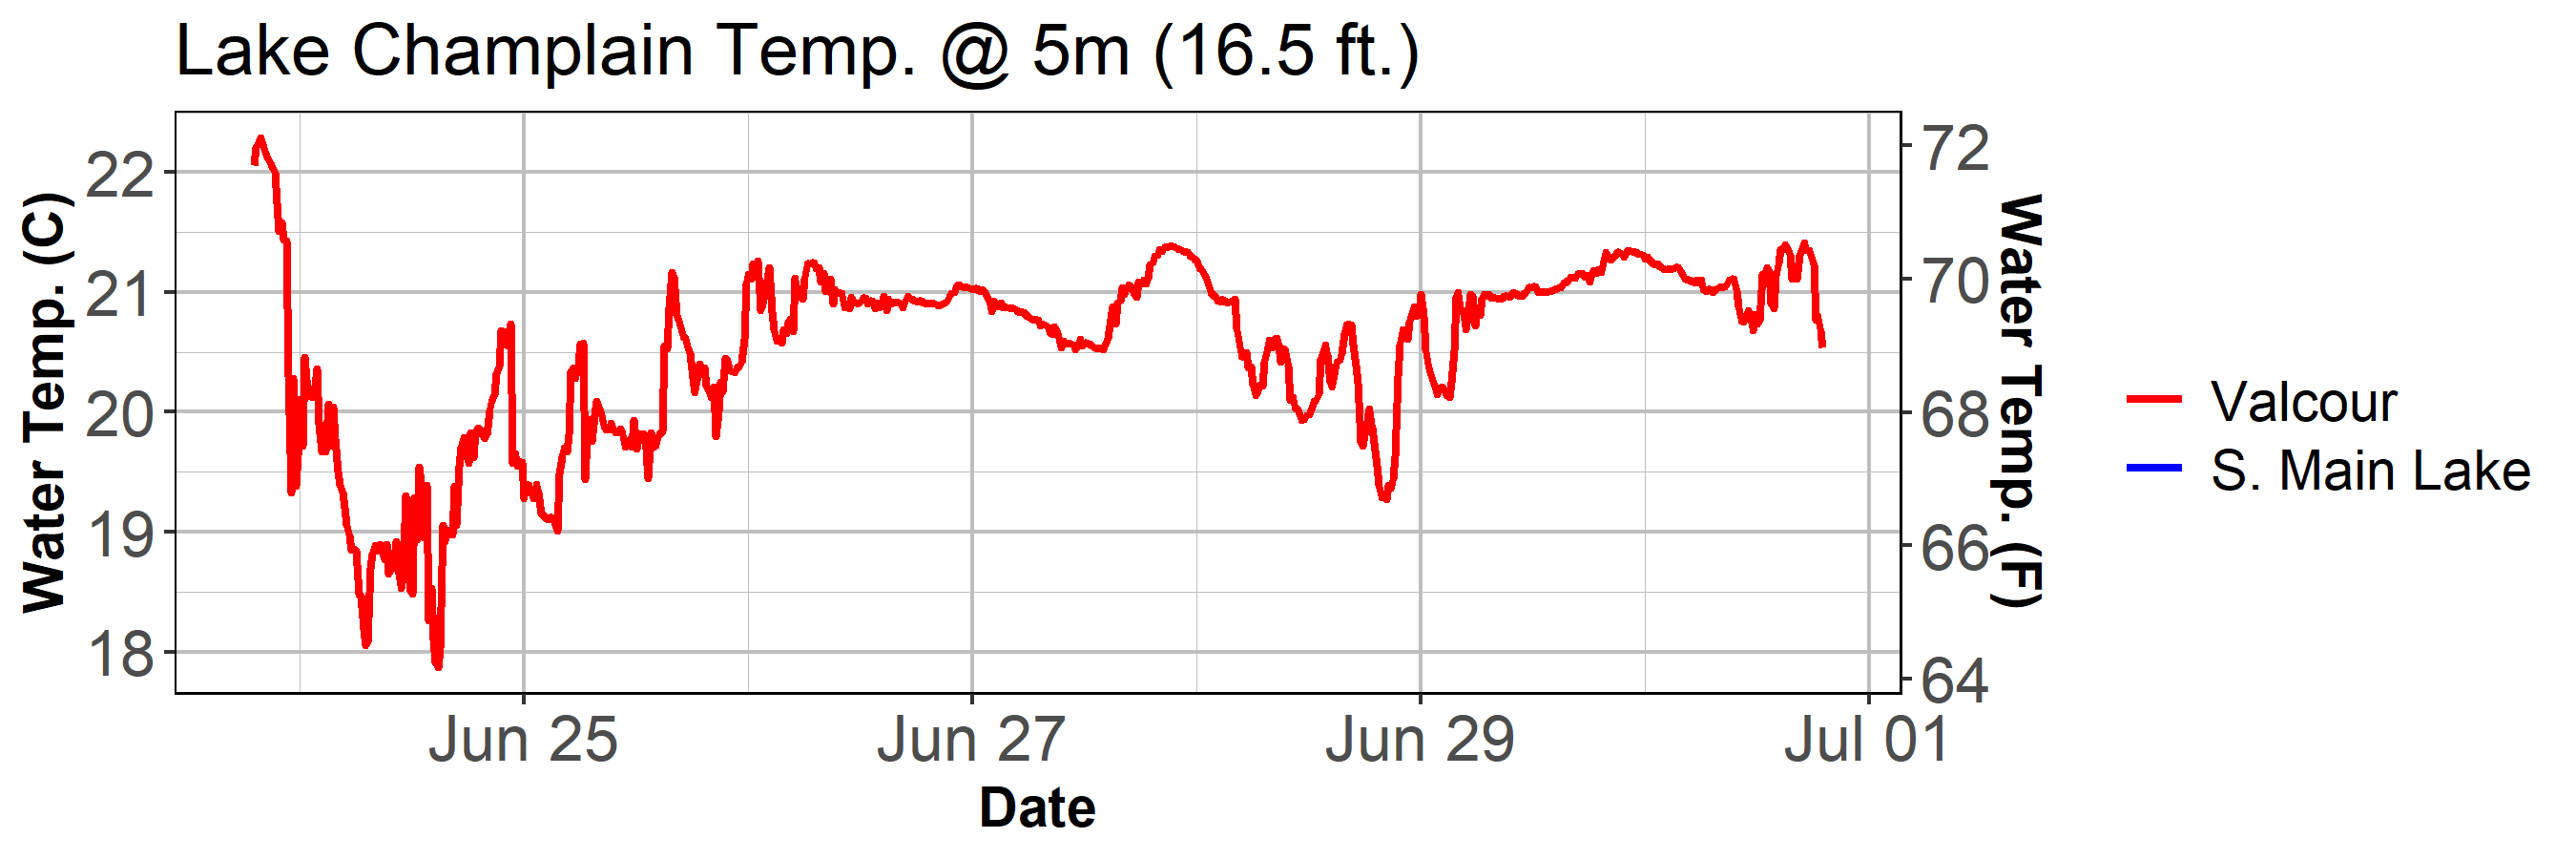 Lake Champlain Temp. @ 5m (16.5 ft.)
Water Temp. (C)
22
21
20
19
18
72
70
68
66
64
Water Temp. (F)
Jun 25
Jun 27
Jun 29
Jul 01
Date
Valcour
S. Main Lake